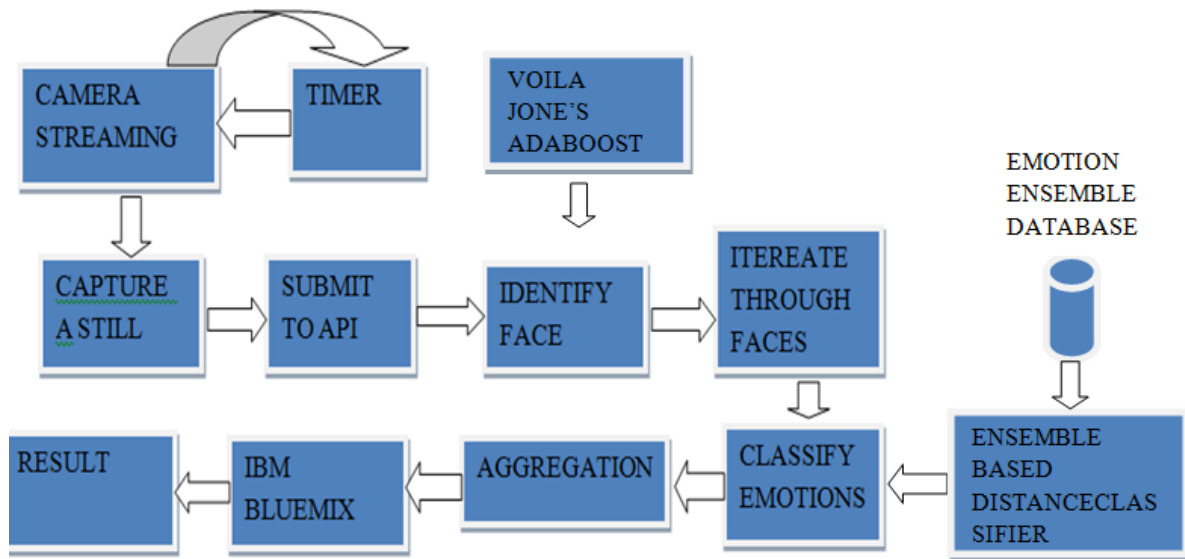 CAMERA
STREAMING
TIMER
VOILA
JONE’S
ADABOOST
EMOTION
ENSEMBLE
DATABASE
CAPTURE
A STILL
SUBMIT
TO API
IDENTIFY
FACE
ITEREATE
THROUGH
FACES
RESULT
IBM
BLUEMIX
AGGREGATION
CLASSIFY
EMOTIONS
ENSEMBLE
BASED
DISTANCECLAS
SIFIER